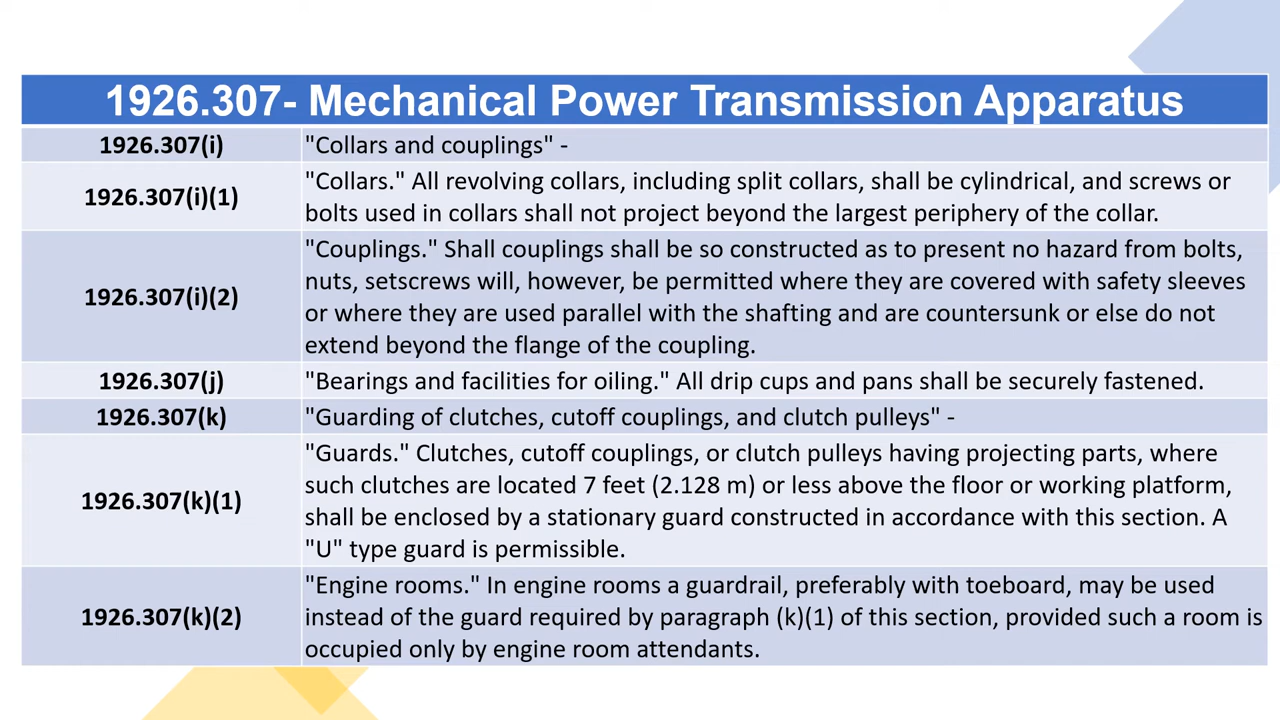 1926.307- Mechanical Power Transmission Apparatus
1926.307(i)
"Collars and couplings" -
1926.307(i)(1)
"Collars." All revolving collars, including split collars, shall be cylindrical, and screws or
bolts used in collars shall not project beyond the largest periphery of the collar.
1926.307(i)(2)
"Couplings." Shall couplings shall be so constructed as to present no hazard from bolts,
nuts, setscrews will, however, be permitted where they are covered with safety sleeves
or where they are used parallel with the shafting and are countersunk or else do not
extend beyond the flange of the coupling.
1926.307(j)
"Bearings and facilities for oiling." All drip cups and pans shall be securely fastened.
1926.307(k)
"Guarding of clutches, cutoff couplings, and clutch pulleys" -
1926.307(k)(1)
"Guards." Clutches, cutoff couplings, or clutch pulleys having projecting parts, where
such clutches are located 7 feet (2.128 m) or less above the floor or working platform,
shall be enclosed by a stationary guard constructed in accordance with this section. A
"U" type guard is permissible.
1926.307(k)(2)
"Engine rooms." In engine rooms a guardrail, preferably with toeboard, may be used
instead of the guard required by paragraph (k)(1) of this section, provided such a room is
occupied only by engine room attendants.